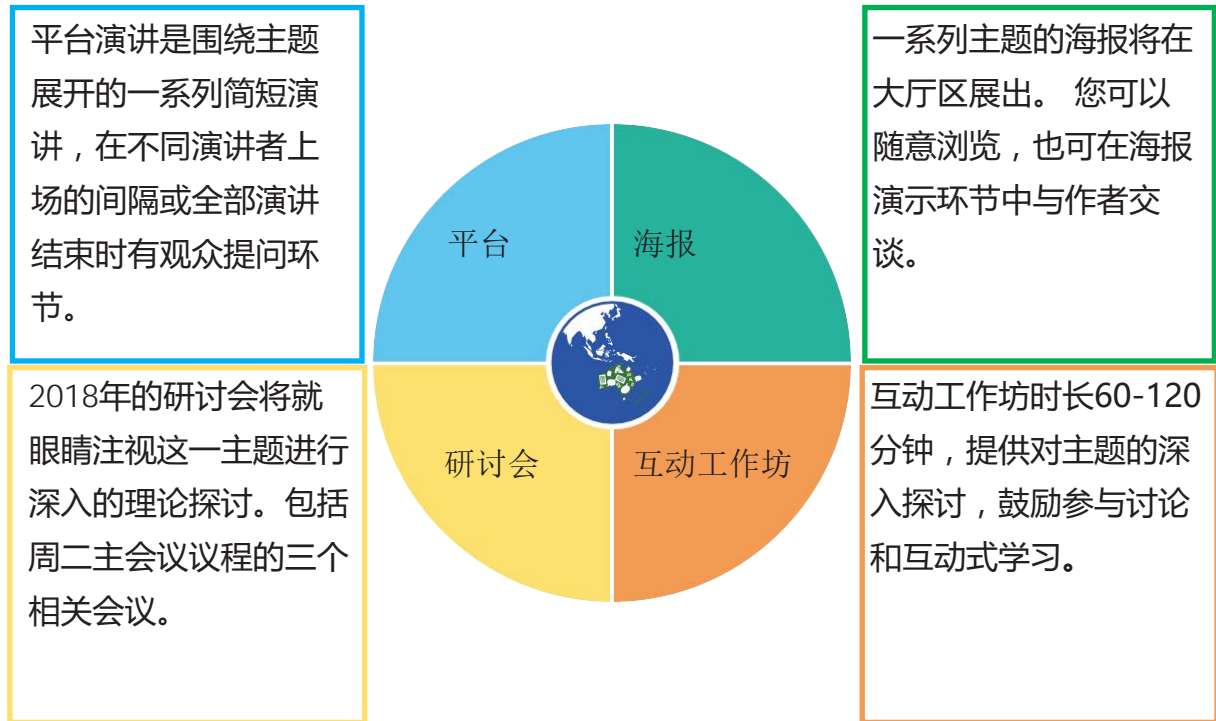 平台演讲是围绕主题
展开的一系列简短演
讲，在不同演讲者上
场的间隔或全部演讲
结束时有观众提问环
节。
一系列主题的海报将在
大厅区展出。 您可以
随意浏览，也可在海报
演示环节中与作者交
谈。
平台
海报
研讨会
互动工作坊
2018年的研讨会将就
眼睛注视这一主题进行
深入的理论探讨。包括
周二主会议议程的三个
相关会议。
互动工作坊时长60-120
分钟，提供对主题的深
入探讨，鼓励参与讨论
和互动式学习。